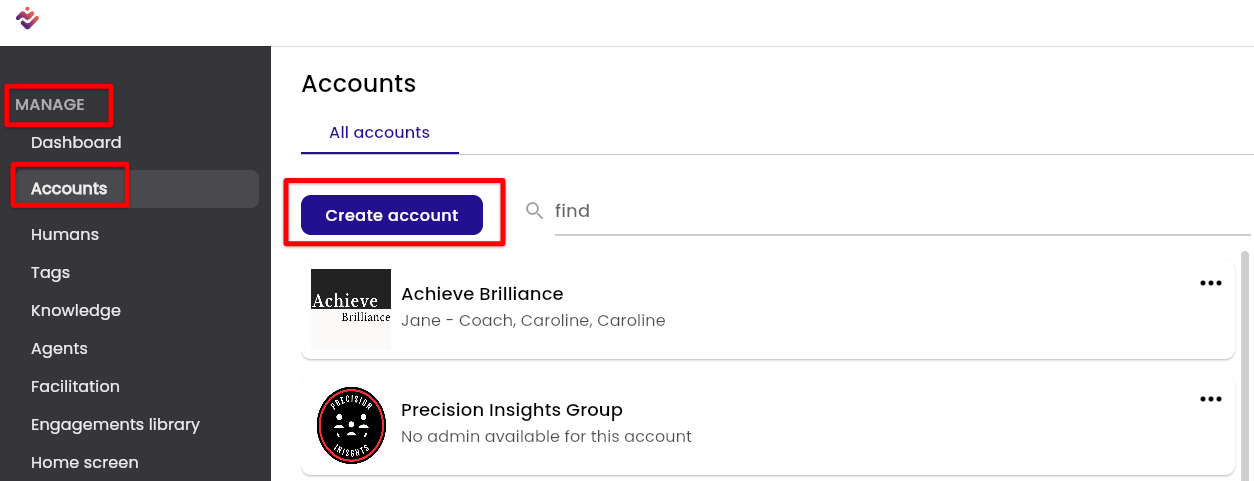 MANAGE
Dashboard
Accounts
Humans
Tags
Knowledge
Agents
Facilitation
Engagements library
Home screen
Accounts
All accounts
Create account
find
Achieve
Brilliance
Achieve Brilliance
Jane - Coach, Caroline, Caroline
PRECISION
INISGHTS
Precision Insights Group
No admin available for this account